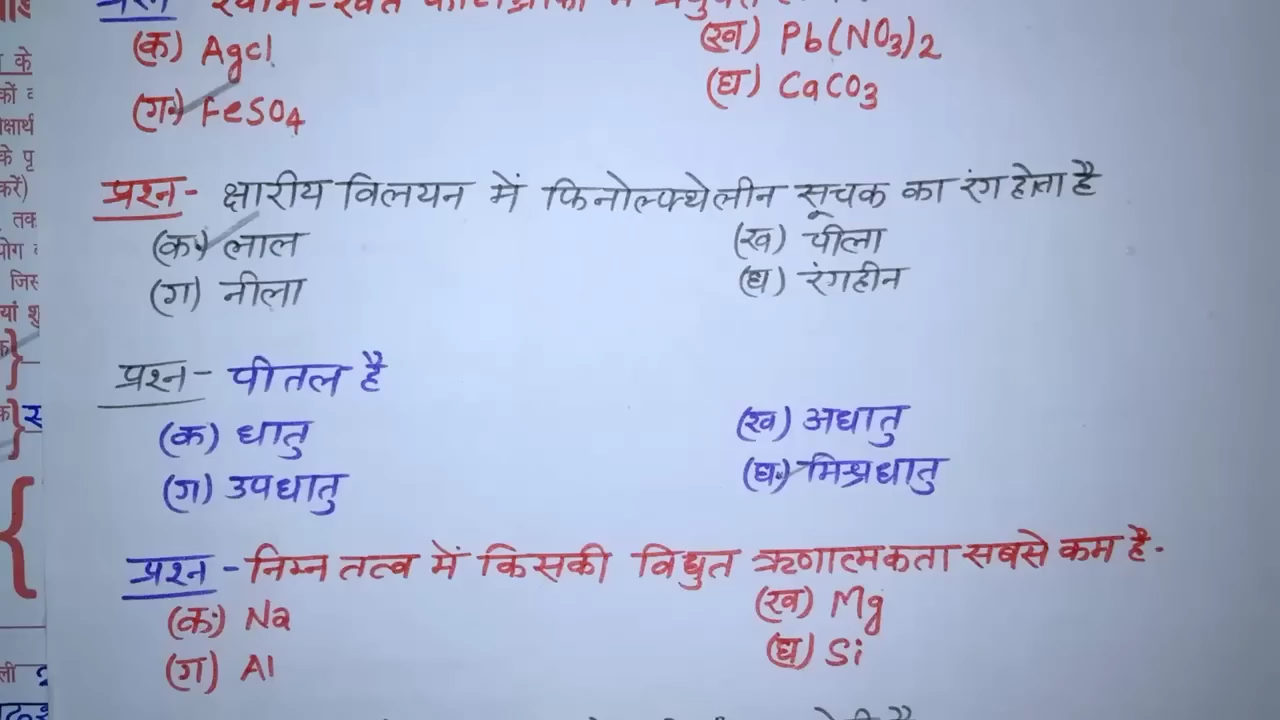 प्रश्न
(क) Agcl (ख) Pb(NO3)2
(ग) FeSO4 (घ) CaCO3
प्रश्न- क्षारीय विलयन में फिनोल्फ्थेलीन सूचक का रंग होता है
(क) लाल (ख) पीला
(ग) नीला (घ) रंगहीन
प्रश्न- पीतल है
(क) धातु (ख) अधातु
(ग) उपधातु (घ) मिश्रधातु
प्रश्न- निम्न तत्व में किसकी विद्युत ऋणात्मकता सबसे कम है.
(क) Na (ख) Mg
(ग) Al (घ) Si